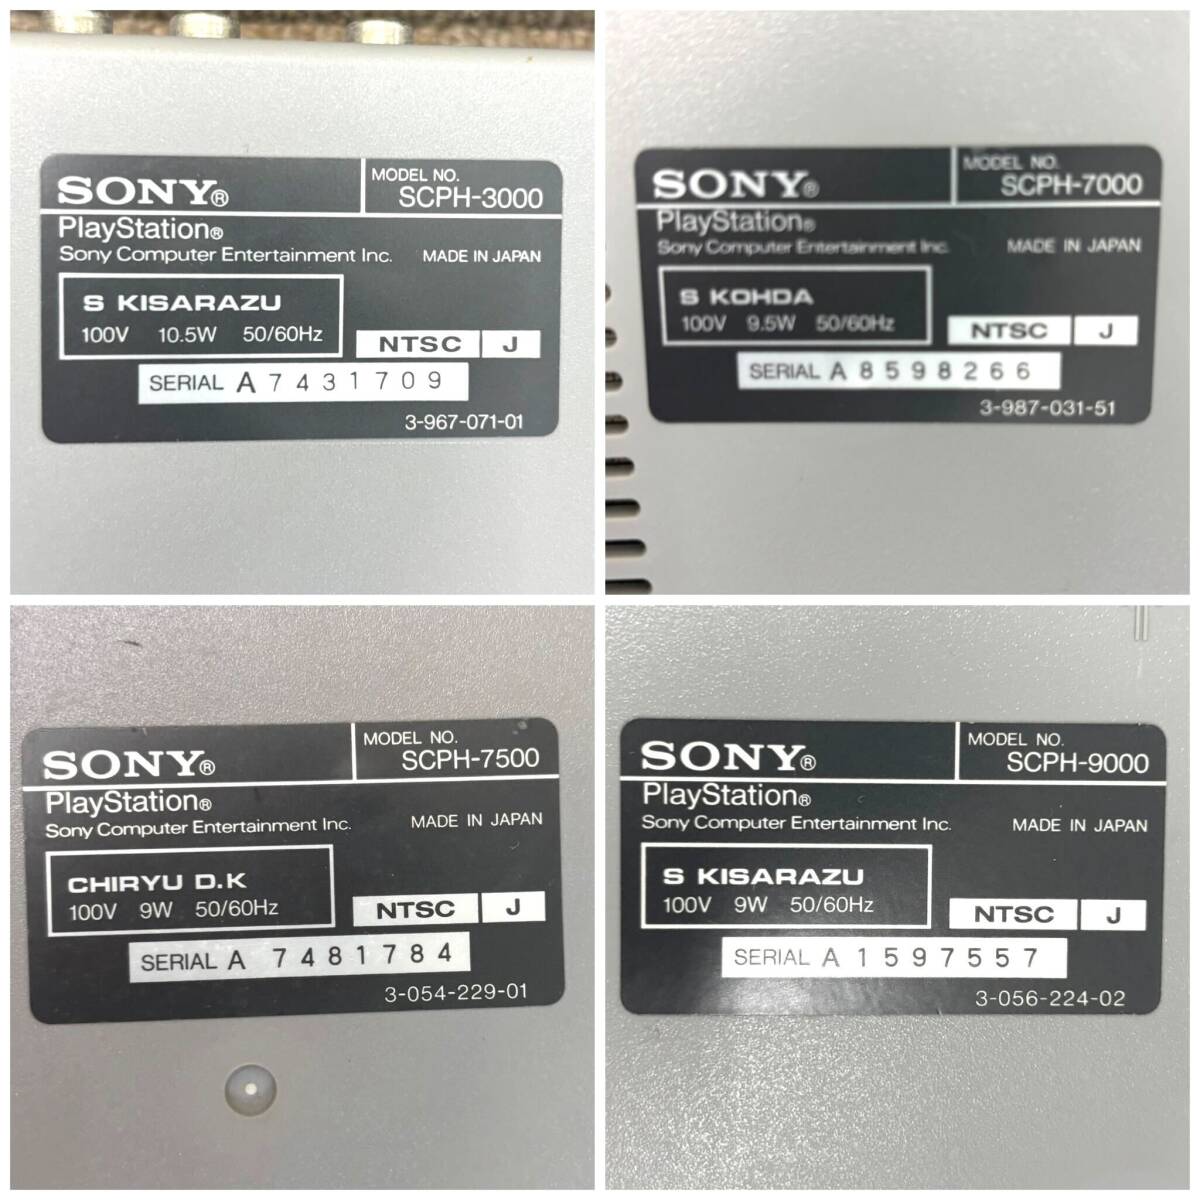 SONY®
MODEL NO.
SCPH-3000
PlayStation®
Sony Computer Entertainment Inc. MADE IN JAPAN
S KISARAZU
100V 10.5W 50/60Hz
NTSC J
SERIAL A 7431709
3-967-071-01
SONY®
MODEL NO.
SCPH-7000
PlayStation®
Sony Computer Entertainment Inc. MADE IN JAPAN
S KOHDA
100V 9.5W 50/60Hz
NTSC J
SERIAL A 8598266
3-987-031-51
SONY®
MODEL NO.
SCPH-7500
PlayStation®
Sony Computer Entertainment Inc. MADE IN JAPAN
CHIRYU D.K
100V 9W 50/60Hz
NTSC J
SERIAL A 7481784
3-054-229-01
SONY®
MODEL NO.
SCPH-9000
PlayStation®
Sony Computer Entertainment Inc. MADE IN JAPAN
S KISARAZU
100V 9W 50/60Hz
NTSC J
SERIAL A 1597557
3-056-224-02